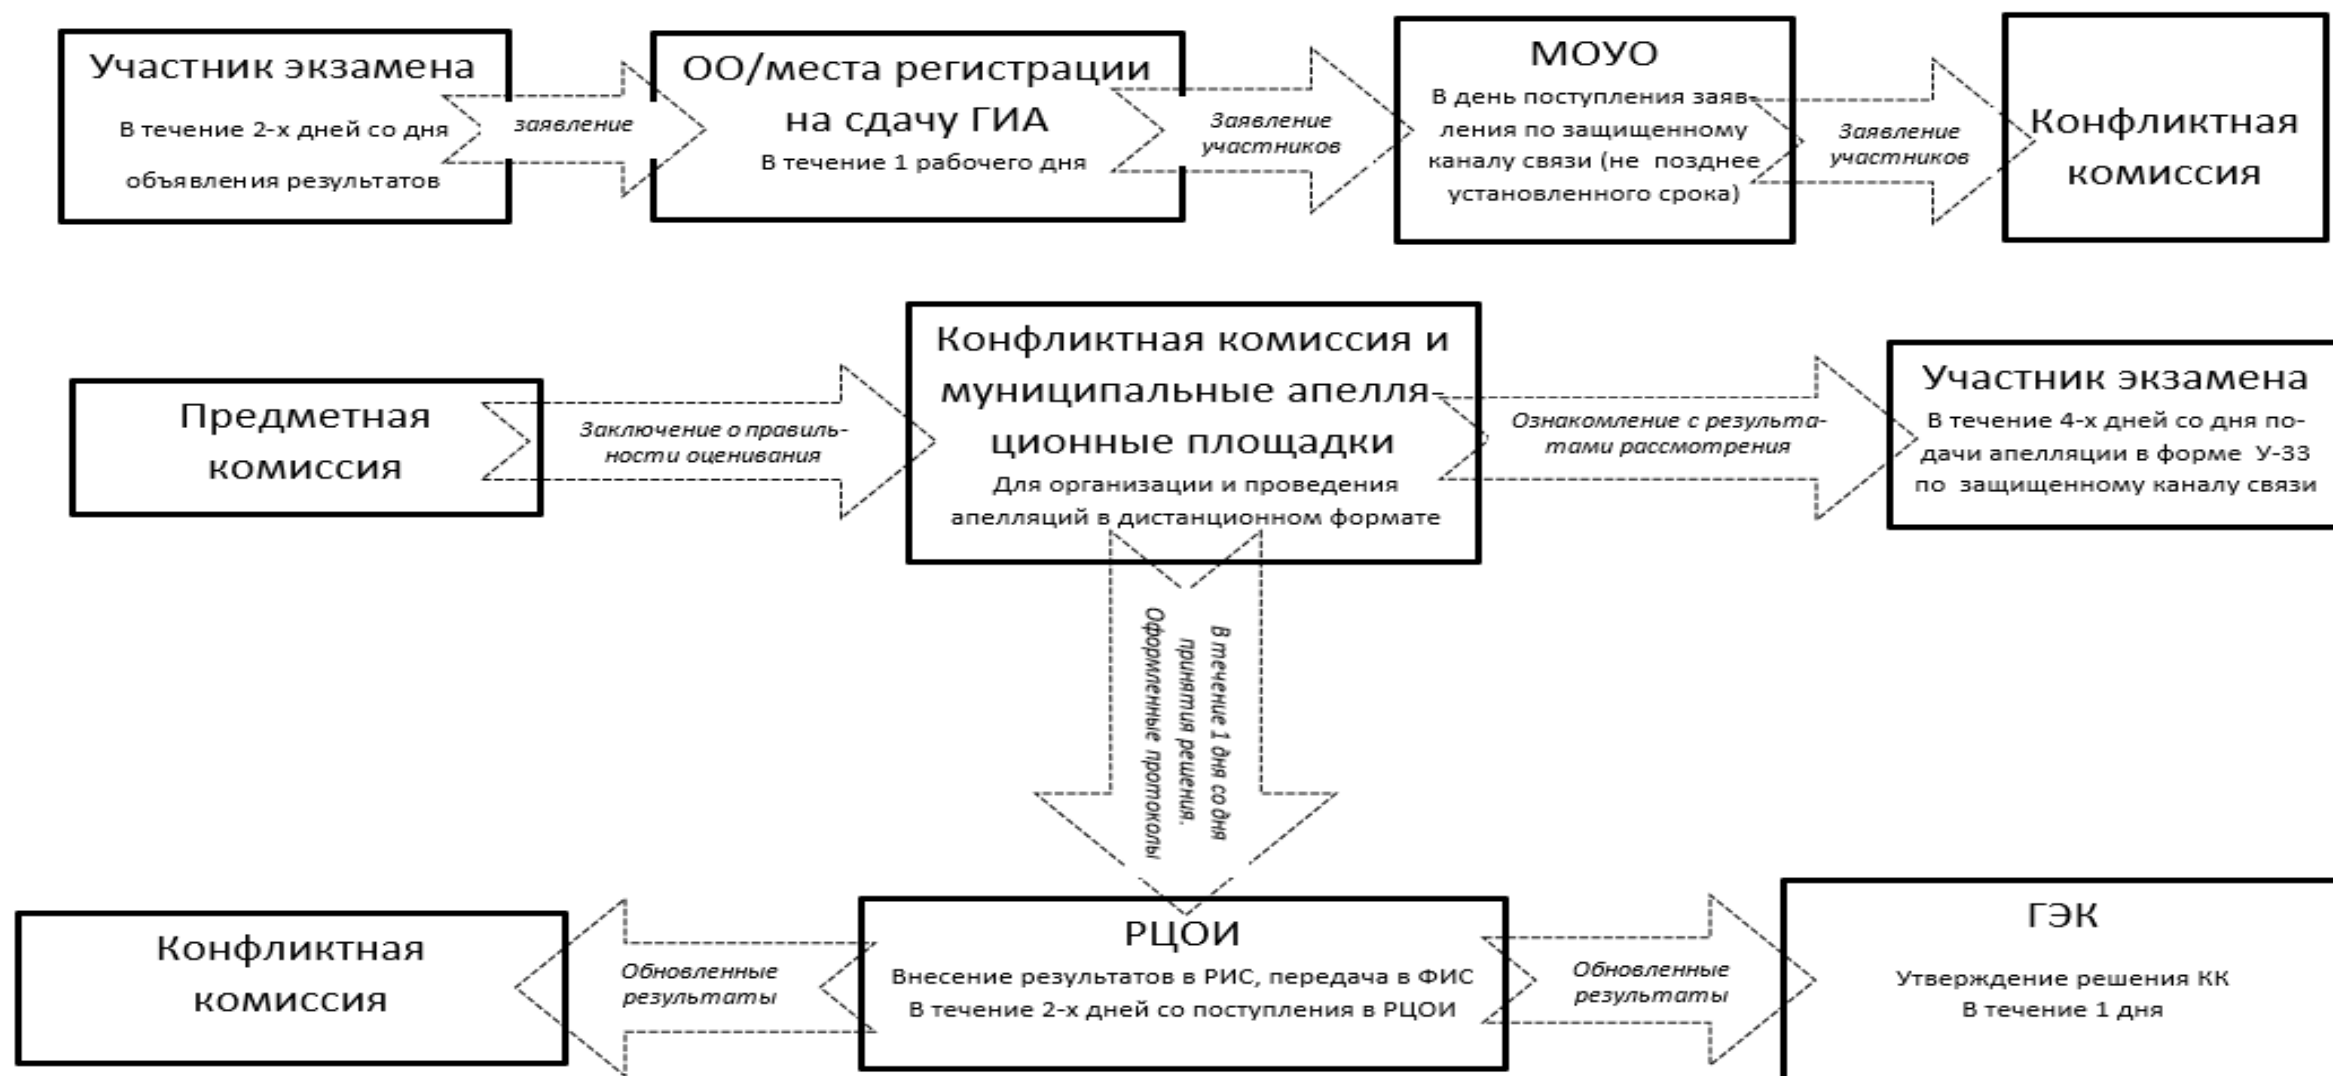 Участник экзамена
В течение 2-х дней со дня
объявления результатов
заявление
ОО/места регистрации
на сдачу ГИА
В течение 1 рабочего дня
Заявление
участников
МОУО
В день поступления заяв-
ления по защищенному
каналу связи (не позднее
установленного срока)
Заявление
участников
Конфликтная
комиссия
Предметная
комиссия
Заключение о правиль-
ности оценивания
Конфликтная комиссия и
муниципальные апелля-
ционные площадки
Для организации и проведения
апелляций в дистанционном формате
Ознакомление с результа-
тами рассмотрения
Участник экзамена
В течение 4-х дней со дня по-
дачи апелляции в форме У-33
по защищенному каналу связи
В течение 1 дня со дня
принятия решения.
Оформленные протоколы
Конфликтная
комиссия
Обновленные
результаты
РЦОИ
Внесение результатов в РИС, передача в ФИС
В течение 2-х дней со поступления в РЦОИ
Обновленные
результаты
ГЭК
Утверждение решения КК
В течение 1 дня